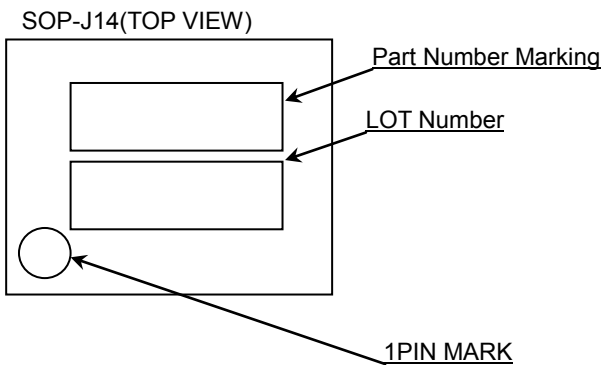 SOP-J14(TOP VIEW)
Part Number Marking
LOT Number
1PIN MARK